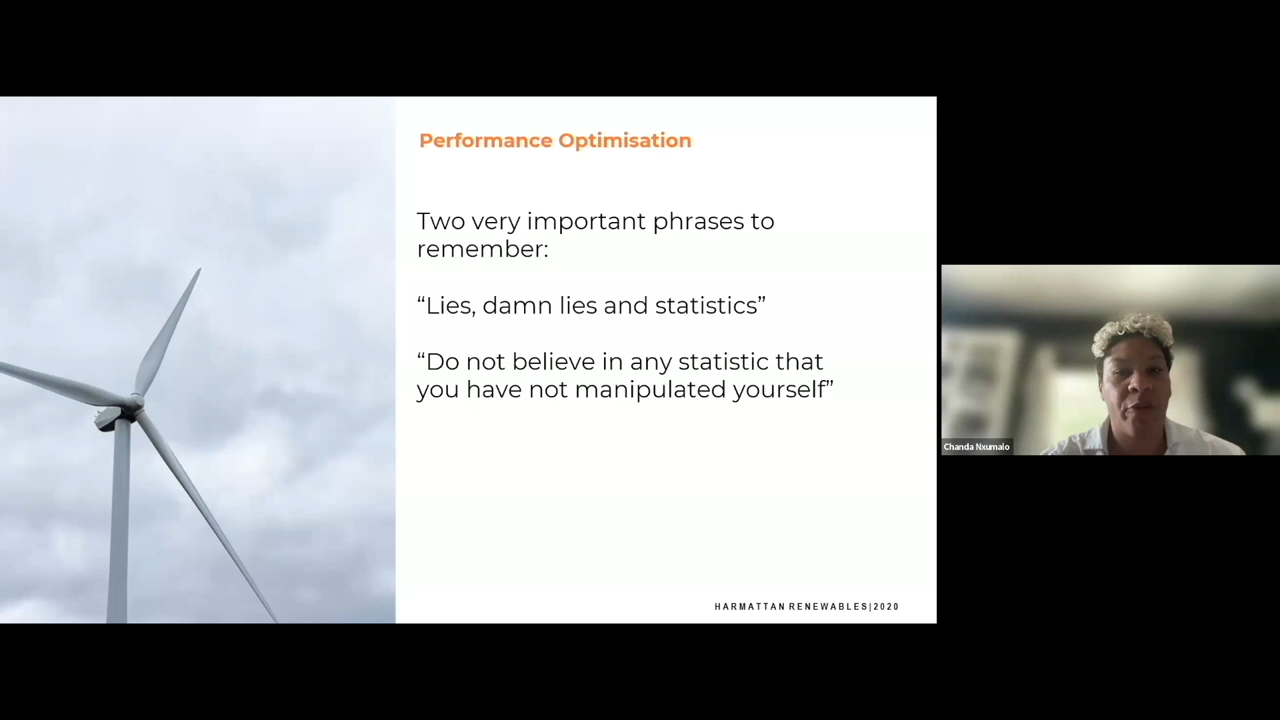 Performance Optimisation
Two very important phrases to
remember:
“Lies, damn lies and statistics”
“Do not believe in any statistic that
you have not manipulated yourself”
HARMATTAN RENEWABLES|2020
Chanda Nxumalo